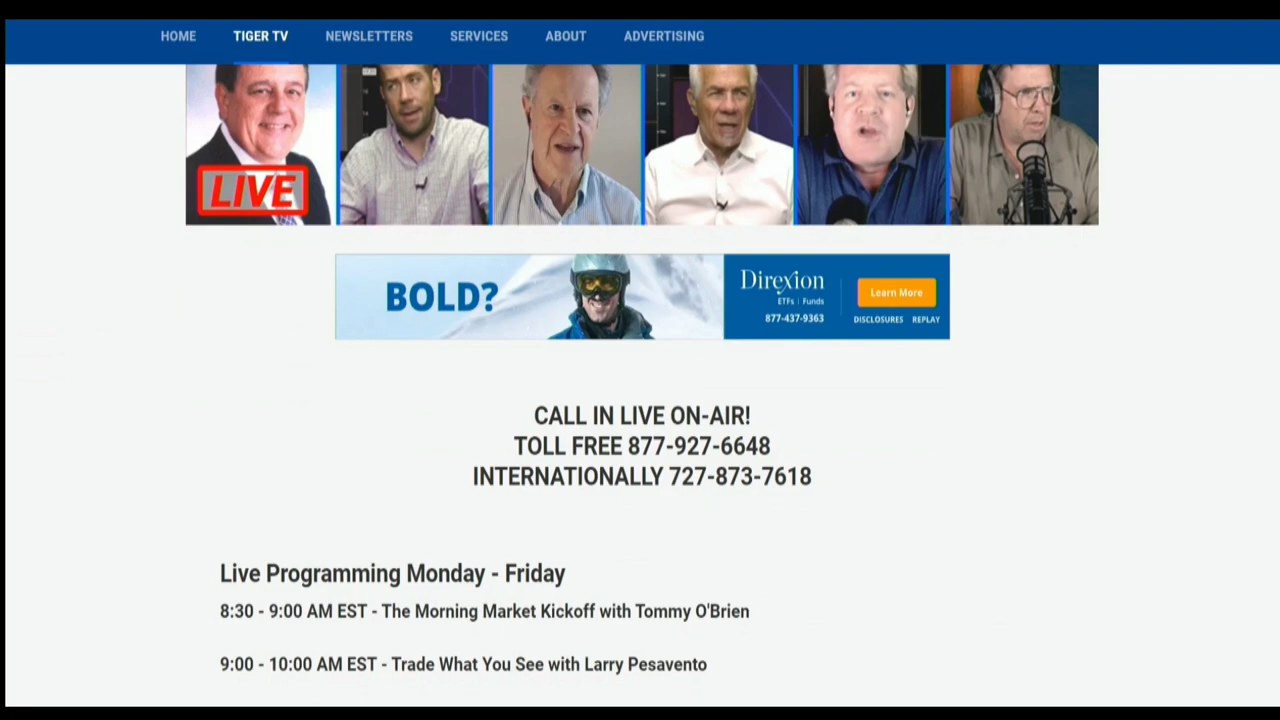 HOME TIGER TV NEWSLETTERS SERVICES ABOUT ADVERTISING
LIVE
BOLD?
Direxion
ETFs | Funds
877-437-9363
Learn More
DISCLOSURES REPLAY
CALL IN LIVE ON-AIR!
TOLL FREE 877-927-6648
INTERNATIONALLY 727-873-7618
Live Programming Monday - Friday
8:30 - 9:00 AM EST - The Morning Market Kickoff with Tommy O'Brien
9:00 - 10:00 AM EST - Trade What You See with Larry Pesavento